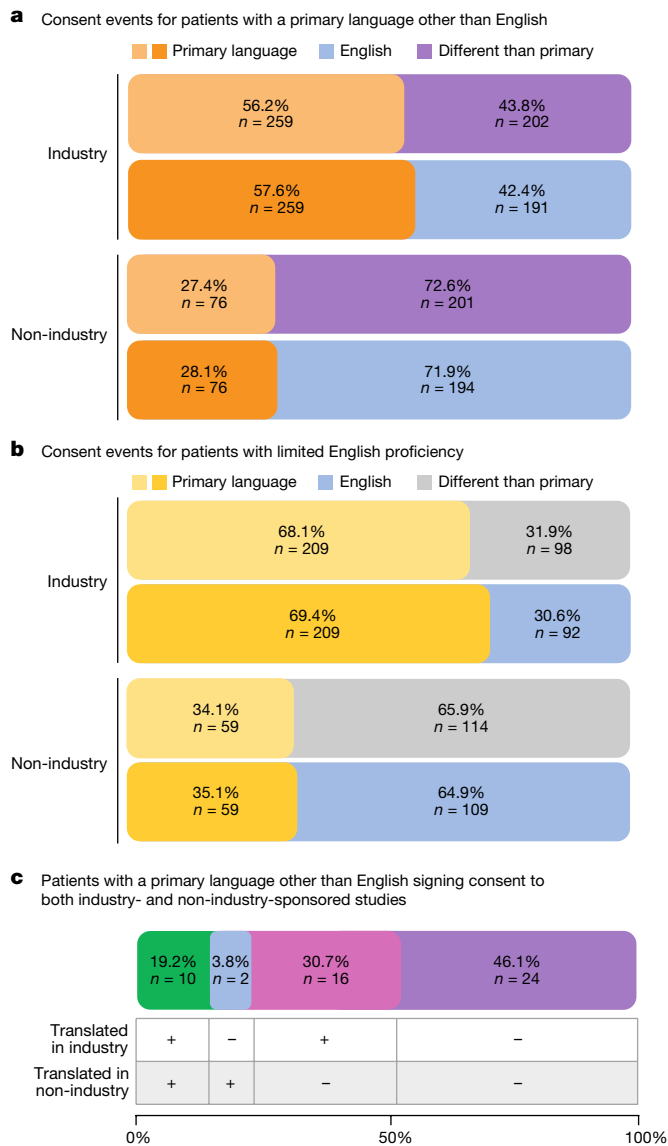 a Consent events for patients with a primary language other than English
Primary language English Different than primary
56.2% 43.8%
n = 259 n = 202
Industry
57.6% 42.4%
n = 259 n = 191
27.4% 72.6%
n = 76 n = 201
Non-industry
28.1% 71.9%
n = 76 n = 194
b Consent events for patients with limited English proficiency
Primary language English Different than primary
68.1% 31.9%
n = 209 n = 98
Industry
69.4% 30.6%
n = 209 n = 92
34.1% 65.9%
n = 59 n = 114
Non-industry
35.1% 64.9%
n = 59 n = 109
c Patients with a primary language other than English signing consent to
both industry- and non-industry-sponsored studies
19.2% 3.8% 30.7% 46.1%
n = 10 n = 2 n = 16 n = 24
Translated
in industry + – + –
Translated in
non-industry + + – –
0% 50% 100%